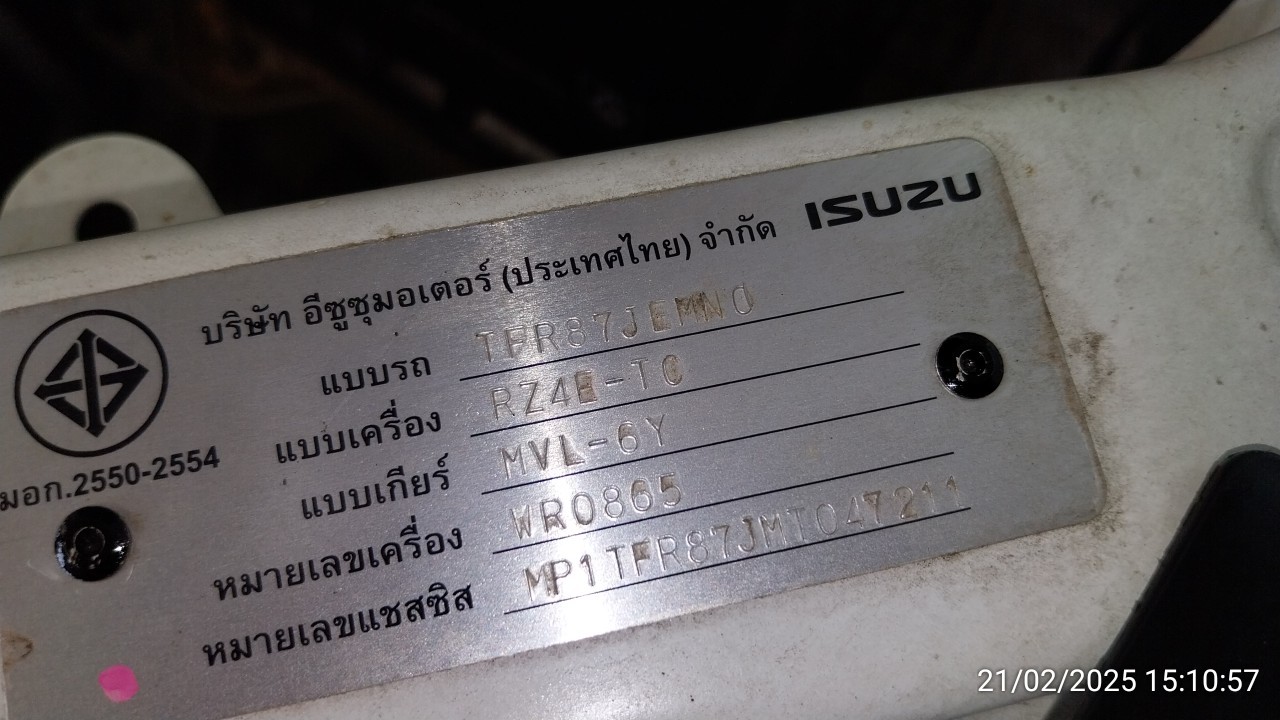 ISUZU
บริษัท อีซูซุมอเตอร์ (ประเทศไทย) จำกัด
แบบรถ TFR87JEMN0
แบบเครื่อง RZ4E-TC
แบบเกียร์ MVL-6Y
หมายเลขเครื่อง WR0865
หมายเลขแชสซิส MP1TFR87JMT047211
มอก.2550-2554
21/02/2025 15:10:57